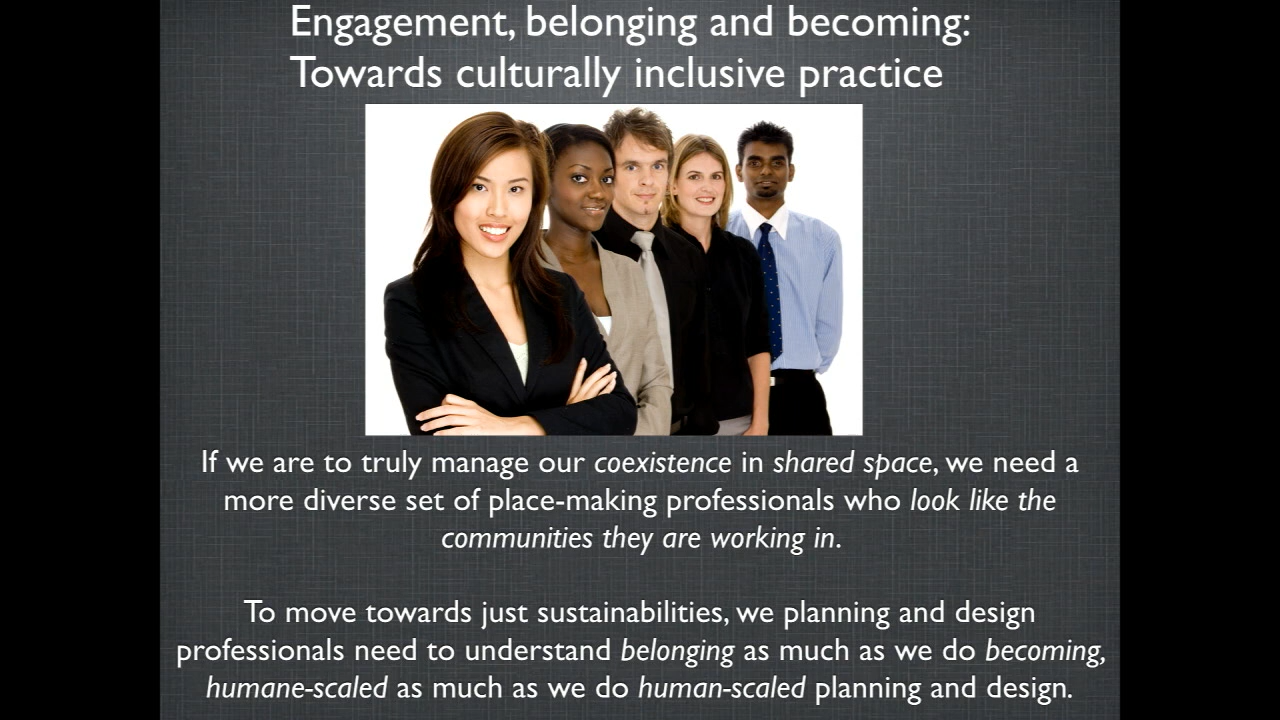 Engagement, belonging and becoming:
Towards culturally inclusive practice
If we are to truly manage our coexistence in shared space, we need a
more diverse set of place-making professionals who look like the
communities they are working in.
To move towards just sustainabilities, we planning and design
professionals need to understand belonging as much as we do becoming,
humane-scaled as much as we do human-scaled planning and design.